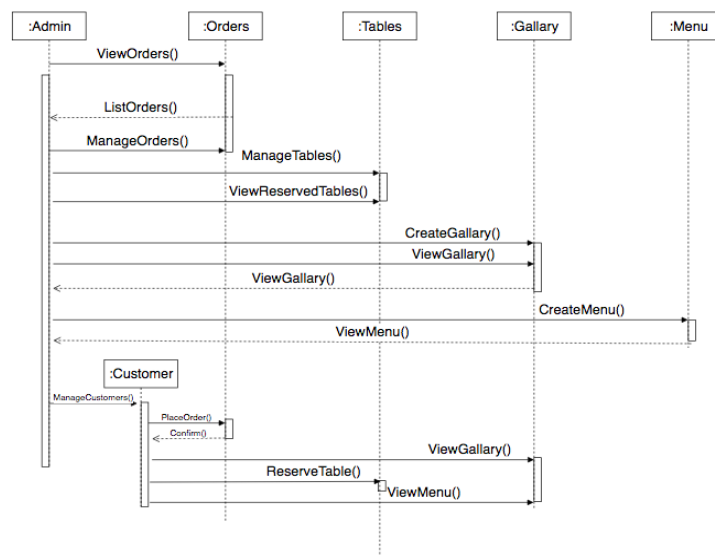 :Admin
:Orders
:Tables
:Gallary
:Menu
ViewOrders()
ListOrders()
ManageOrders()
ManageTables()
ViewReservedTables()
CreateGallary()
ViewGallary()
ViewGallary()
CreateMenu()
ViewMenu()
:Customer
ManageCustomers()
PlaceOrder()
Confirm()
ViewGallary()
ReserveTable()
ViewMenu()